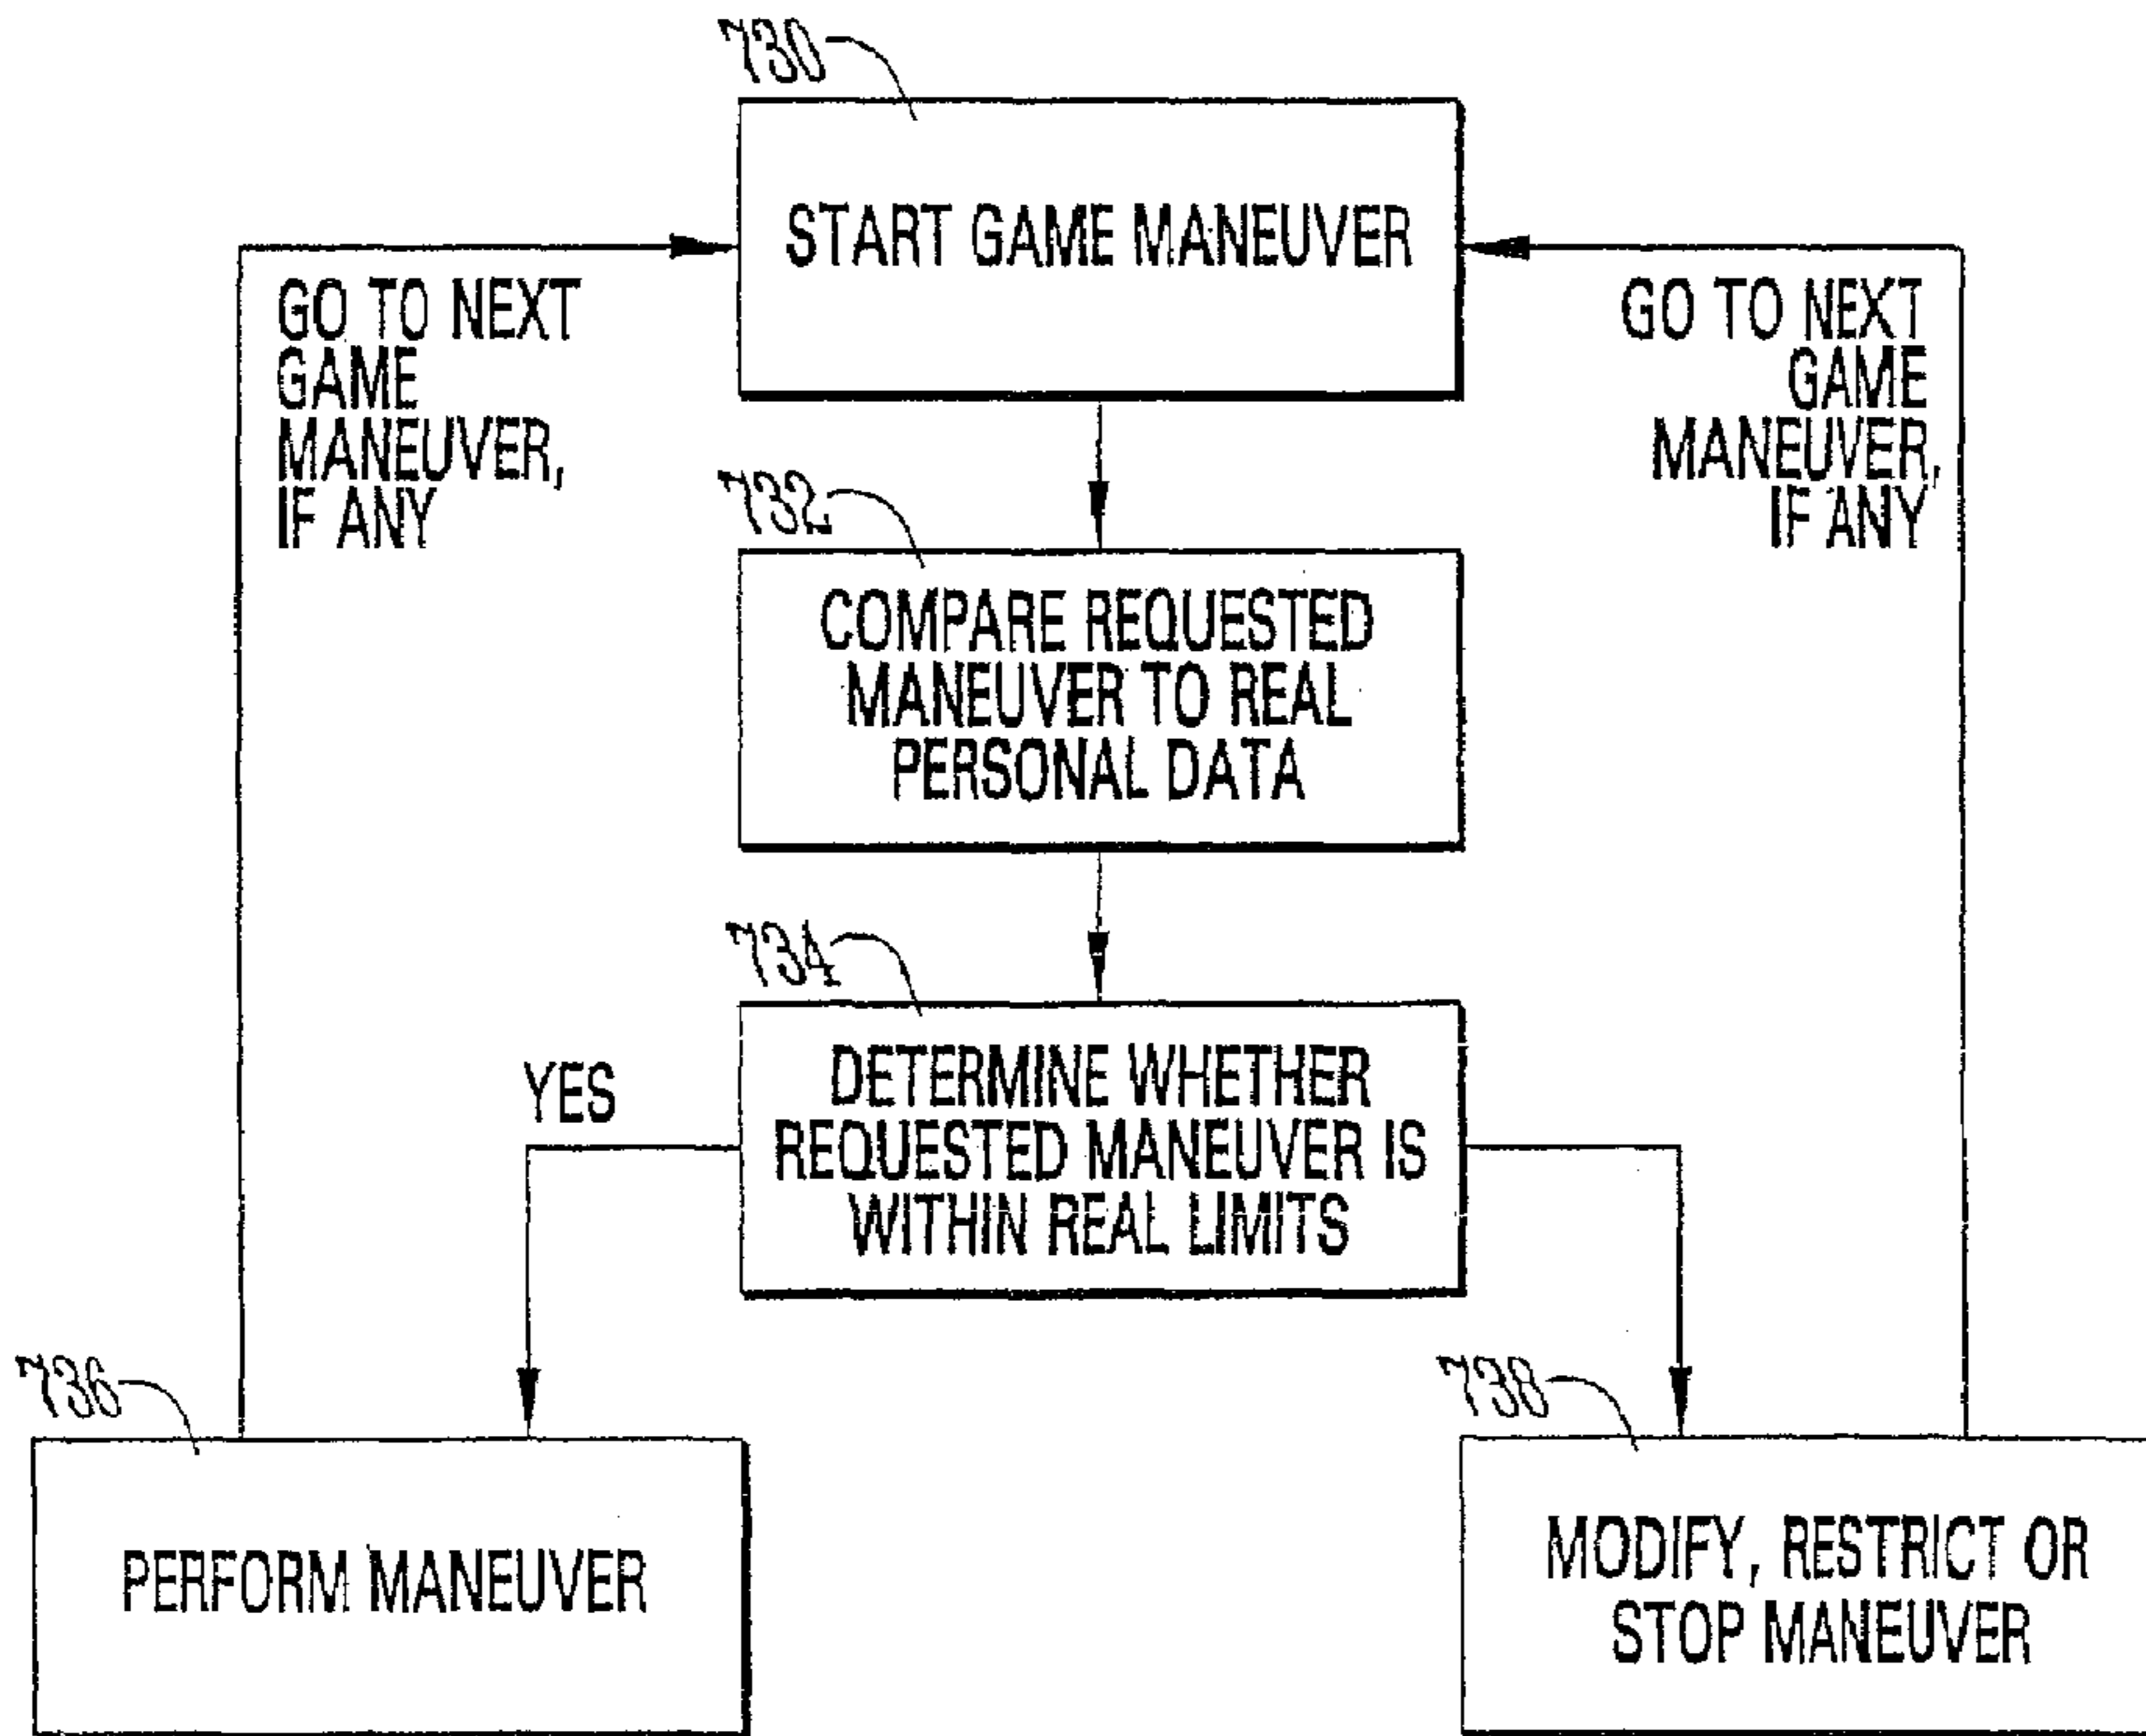 730
START GAME MANEUVER
GO TO NEXT
GAME
MANEUVER,
IF ANY
GO TO NEXT
GAME
MANEUVER,
IF ANY
732
COMPARE REQUESTED
MANEUVER TO REAL
PERSONAL DATA
734
DETERMINE WHETHER
REQUESTED MANEUVER IS
WITHIN REAL LIMITS
YES
736
PERFORM MANEUVER
738
MODIFY, RESTRICT OR
STOP MANEUVER